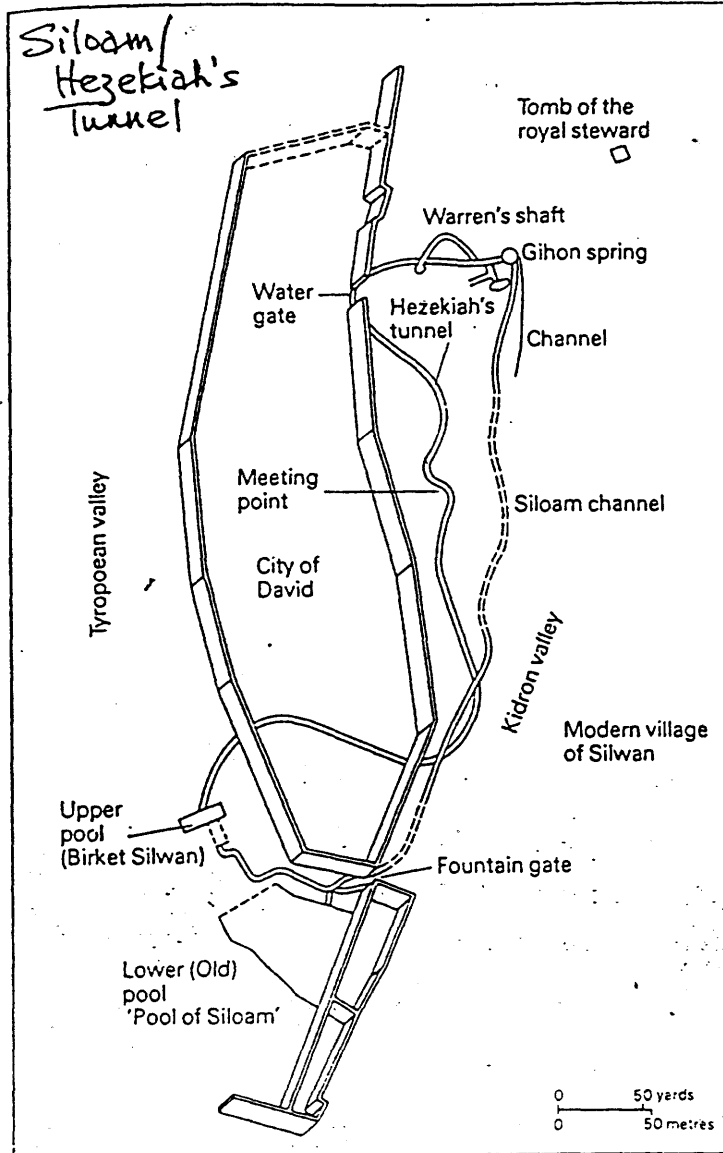 Siloam/
Hezekiah's
Tunnel
Tomb of the
royal steward
Warren's shaft
Gihon spring
Water
gate
Hezekiah's
tunnel
Channel
Meeting
point
Siloam channel
Tyropoean valley
City of
David
Kidron valley
Modern village
of Silwan
Upper
pool
(Birket Silwan)
Fountain gate
Lower (Old)
pool
'Pool of Siloam'
0 50 yards
0 50 metres